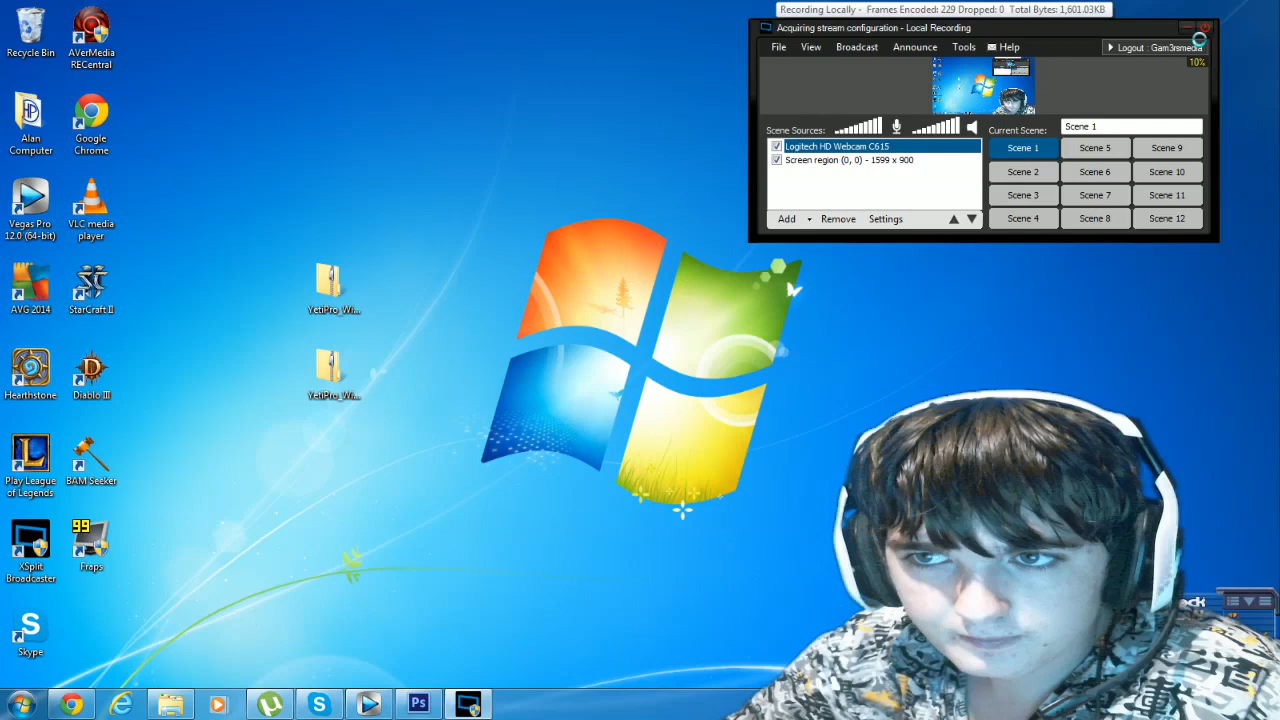 Recording Locally - Frames Encoded: 229 Dropped: 0 Total Bytes: 1,601.03KB
Acquiring stream configuration - Local Recording
File View Broadcast Announce Tools Help
Logout : Gam3rsmedia
10%
Scene Sources:
Current Scene:
Scene 1
Logitech HD Webcam C615
Screen region (0, 0) - 1599 x 900
Scene 1 Scene 5 Scene 9
Scene 2 Scene 6 Scene 10
Scene 3 Scene 7 Scene 11
Scene 4 Scene 8 Scene 12
Add Remove Settings
Recycle Bin
AVerMedia
RECentral
Alan
Computer
Google
Chrome
Vegas Pro
12.0 (64-bit)
VLC media
player
AVG 2014
StarCraft II
Hearthstone
Diablo III
Play League
of Legends
BAM Seeker
XSplit
Broadcaster
99
Fraps
Skype
YetiPro_Wi...
YetiPro_Wi...
Ps